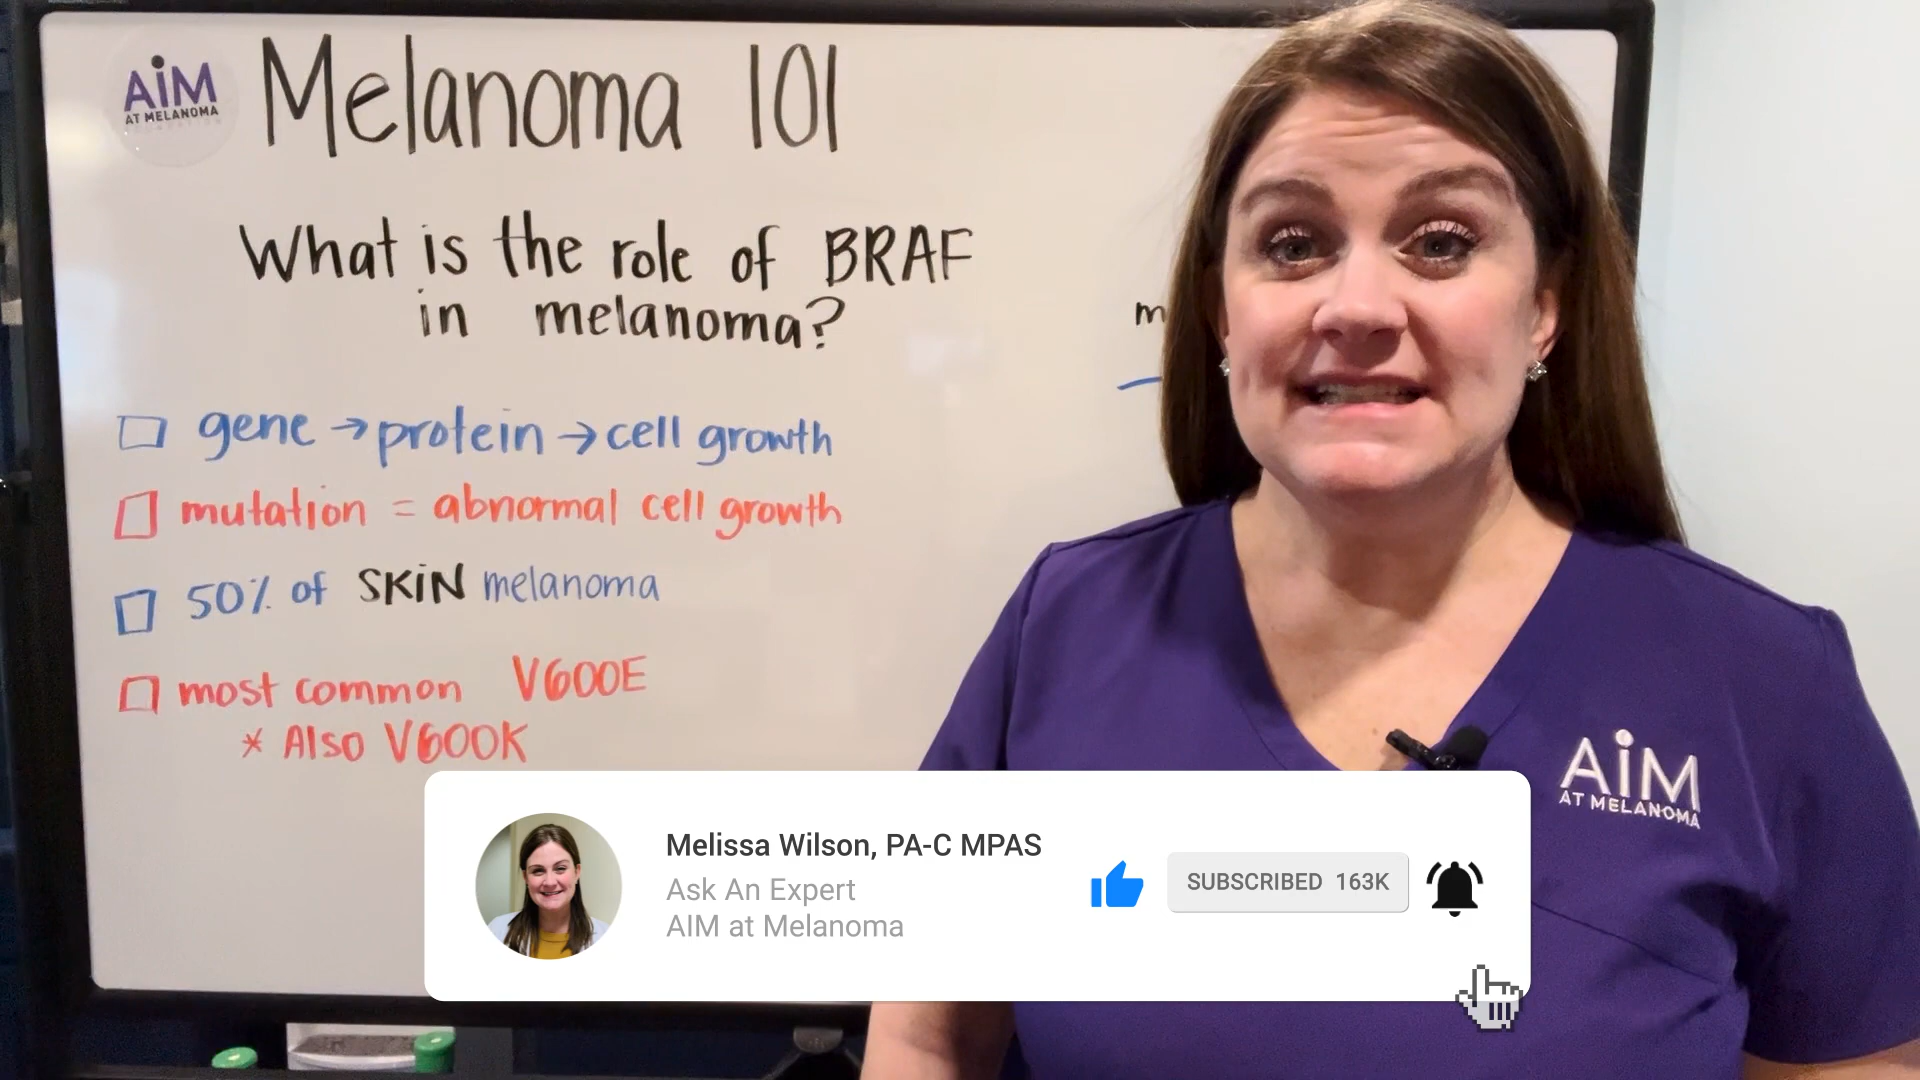 AiM
AT MELANOMA
Melanoma 101
What is the role of BRAF
in melanoma?
gene → protein → cell growth
mutation = abnormal cell growth
50% of SKiN melanoma
most common V600E
* Also V600K
AiM
AT MELANOMA
Melissa Wilson, PA-C MPAS
Ask An Expert
AIM at Melanoma
SUBSCRIBED 163K